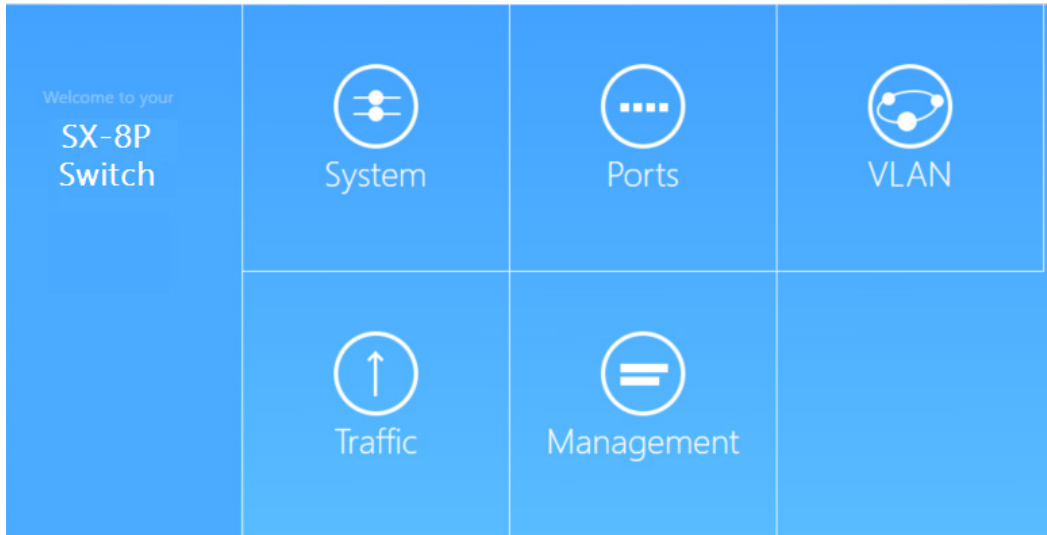 Welcome to your
SX-8P
Switch
System
Ports
VLAN
Traffic
Management